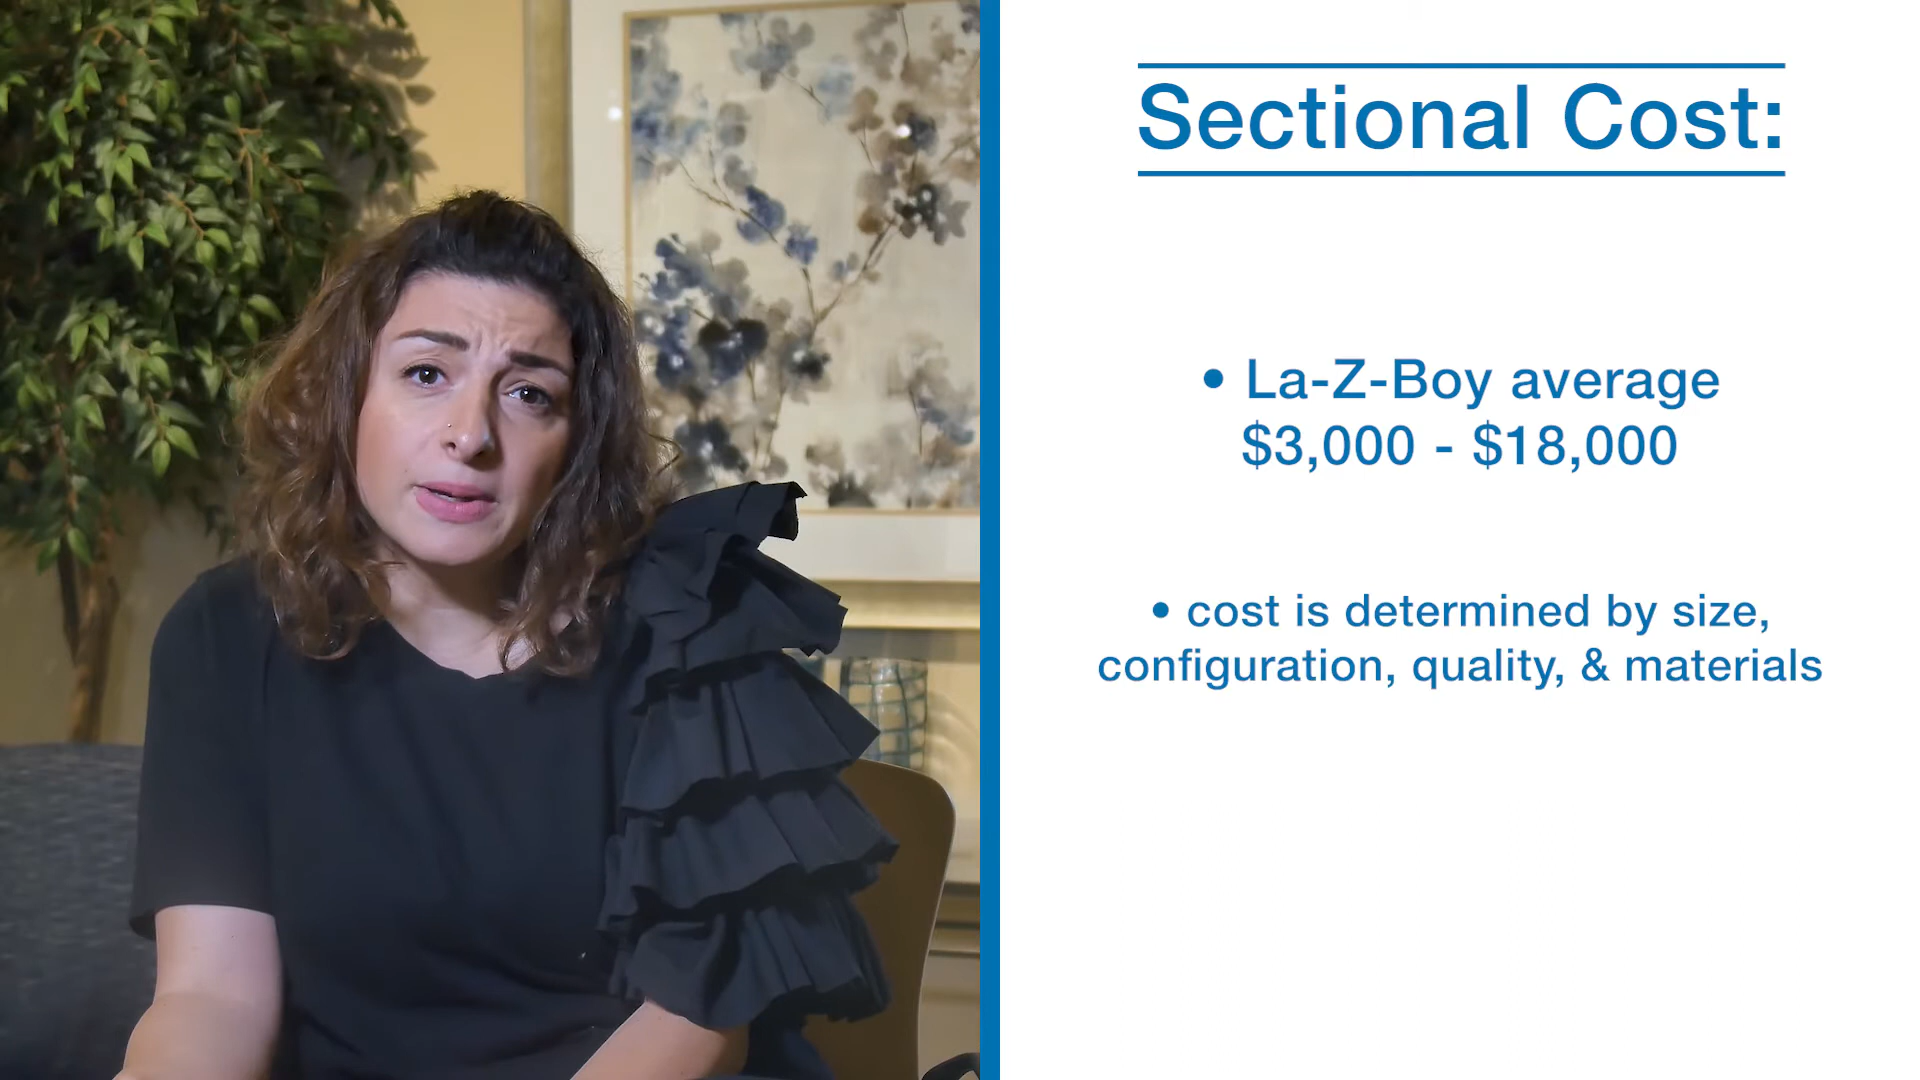 Sectional Cost:
• La-Z-Boy average
$3,000 - $18,000
• cost is determined by size,
configuration, quality, & materials